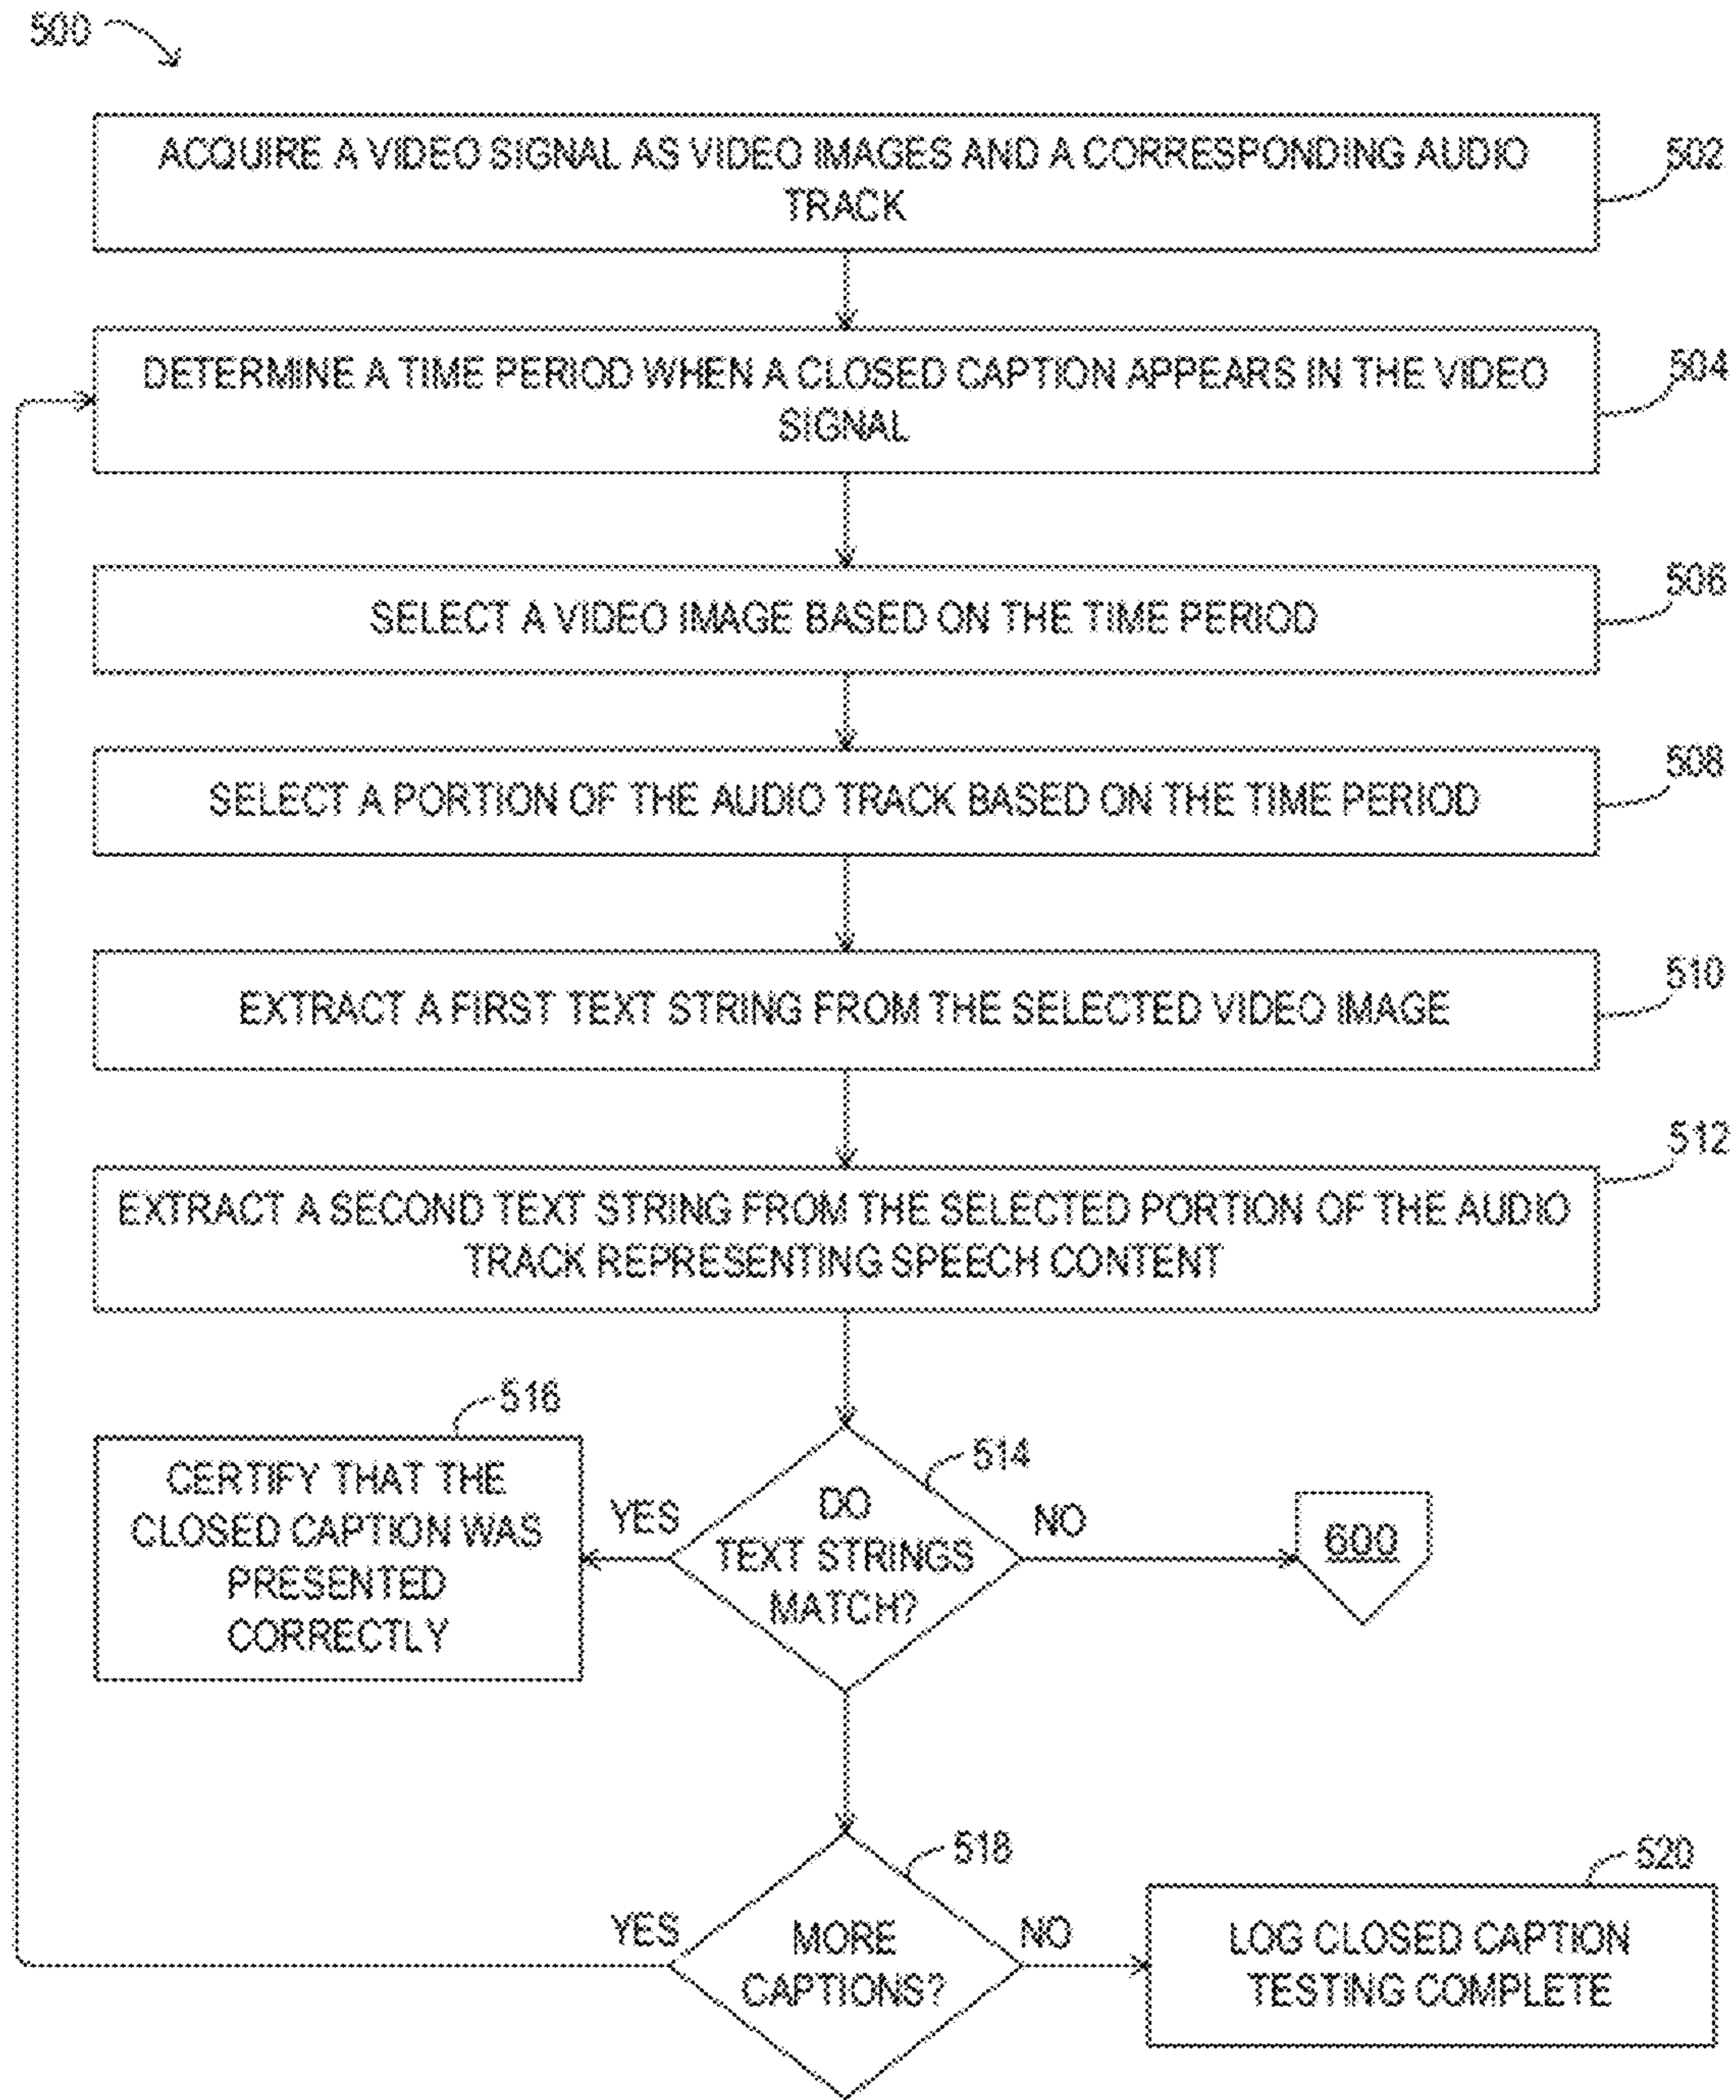 500
ACQUIRE A VIDEO SIGNAL AS VIDEO IMAGES AND A CORRESPONDING AUDIO
TRACK
502
DETERMINE A TIME PERIOD WHEN A CLOSED CAPTION APPEARS IN THE VIDEO
SIGNAL
504
SELECT A VIDEO IMAGE BASED ON THE TIME PERIOD
506
SELECT A PORTION OF THE AUDIO TRACK BASED ON THE TIME PERIOD
508
EXTRACT A FIRST TEXT STRING FROM THE SELECTED VIDEO IMAGE
510
EXTRACT A SECOND TEXT STRING FROM THE SELECTED PORTION OF THE AUDIO
TRACK REPRESENTING SPEECH CONTENT
512
516
CERTIFY THAT THE
CLOSED CAPTION WAS
PRESENTED
CORRECTLY
YES
514
DO
TEXT STRINGS
MATCH?
NO
600
YES
518
MORE
CAPTIONS?
NO
520
LOG CLOSED CAPTION
TESTING COMPLETE